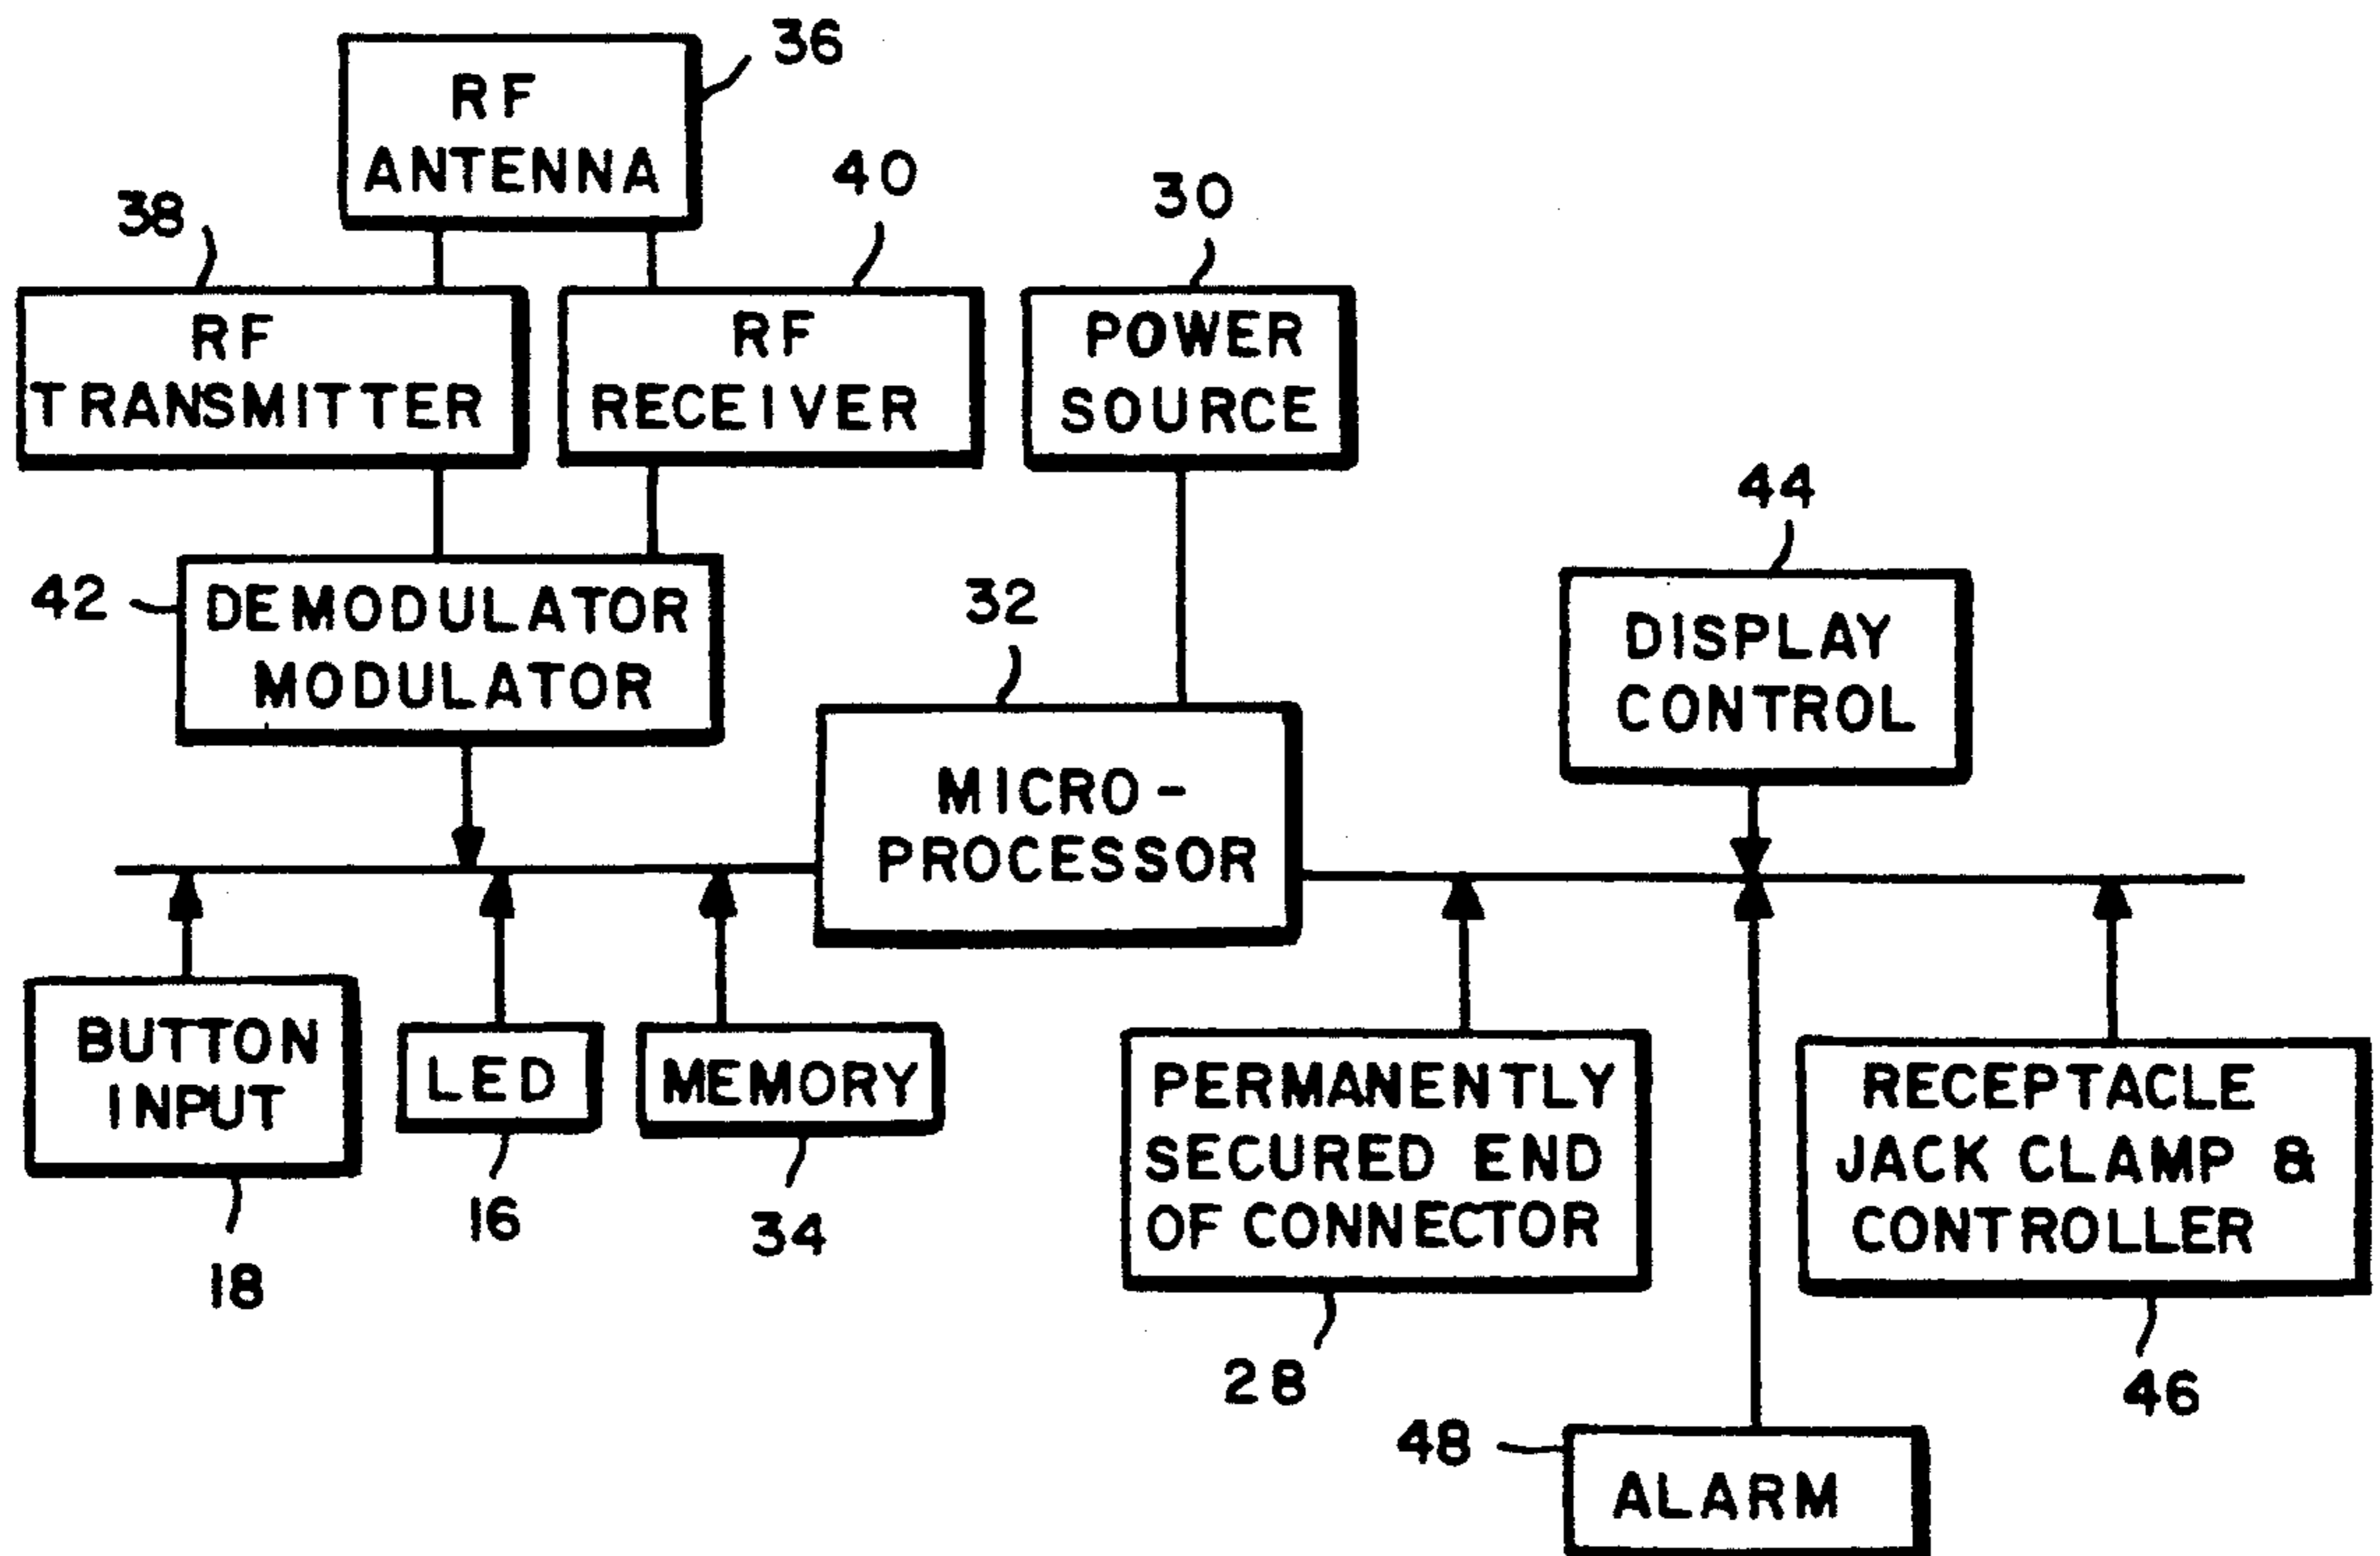 36
RF
ANTENNA
38
40
30
RF
TRANSMITTER
RF
RECEIVER
POWER
SOURCE
44
42
DEMODULATOR
MODULATOR
32
DISPLAY
CONTROL
MICRO-
PROCESSOR
BUTTON
INPUT
LED
MEMORY
PERMANENTLY
SECURED END
OF CONNECTOR
RECEPTACLE
JACK CLAMP &
CONTROLLER
18
16
34
28
46
48
ALARM